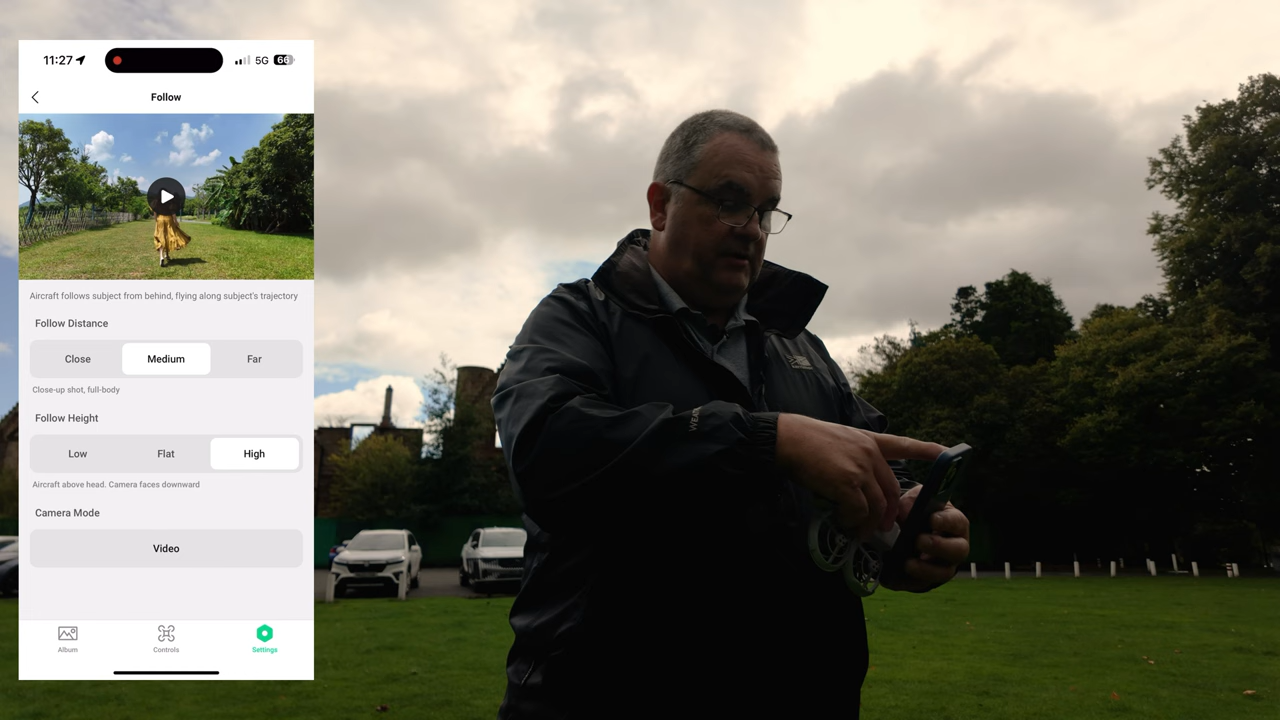 11:27
5G
66
Follow
Aircraft follows subject from behind, flying along subject's trajectory
Follow Distance
Close
Medium
Far
Close-up shot, full-body
Follow Height
Low
Flat
High
Aircraft above head. Camera faces downward
Camera Mode
Video
Album
Controls
Settings
WEAR